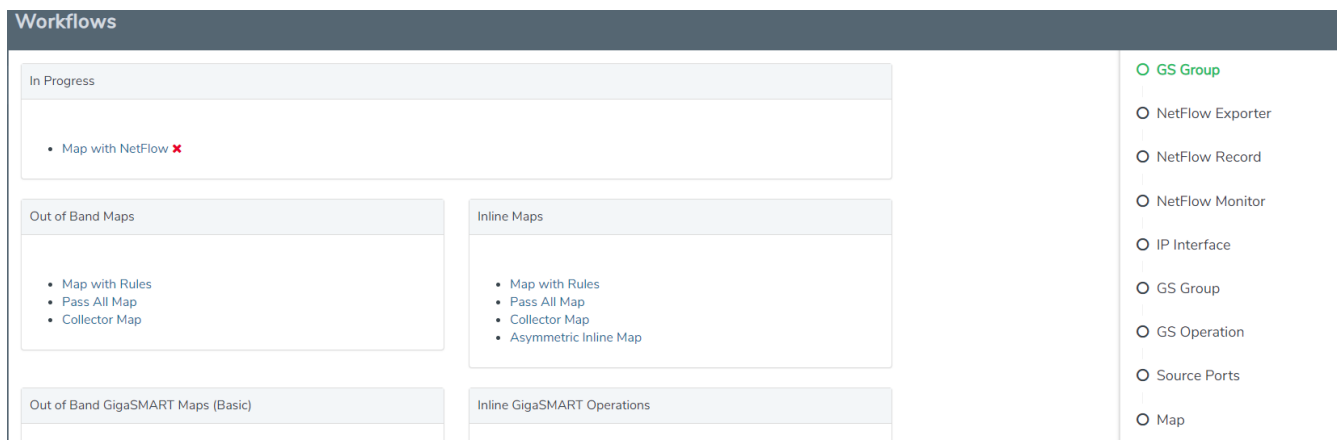 Workflows
In Progress
Map with NetFlow
Out of Band Maps
Map with Rules
Pass All Map
Collector Map
Inline Maps
Map with Rules
Pass All Map
Collector Map
Asymmetric Inline Map
Out of Band GigaSMART Maps (Basic)
Inline GigaSMART Operations
GS Group
NetFlow Exporter
NetFlow Record
NetFlow Monitor
IP Interface
GS Group
GS Operation
Source Ports
Map